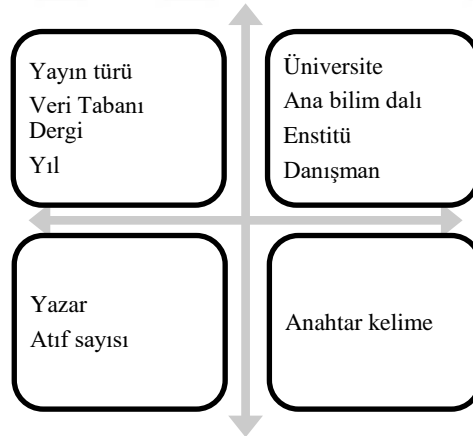 Yayın türü
Veri Tabanı
Dergi
Yıl
Üniversite
Ana bilim dalı
Enstitü
Danışman
Yazar
Atıf sayısı
Anahtar kelime